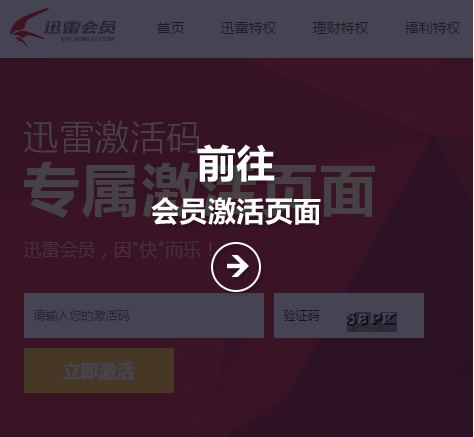 迅雷会员
VIP.XUNLEI.COM
首页 迅雷特权 理财特权 福利特权
迅雷激活码
专属激活页面
前往
会员激活页面
迅雷会员，因"快"而乐！
请输入您的激活码
验证码
立即激活